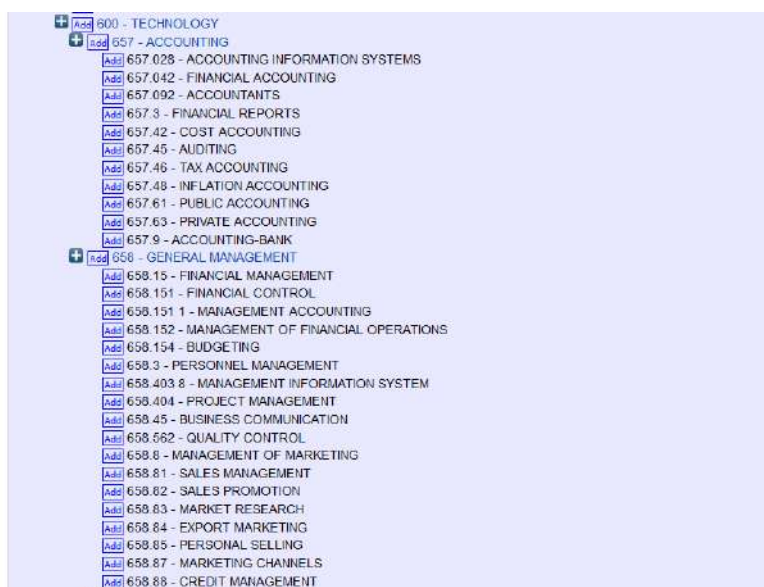 Add 600 - TECHNOLOGY
Add 657 - ACCOUNTING
Add 657.028 - ACCOUNTING INFORMATION SYSTEMS
Add 657.042 - FINANCIAL ACCOUNTING
Add 657.092 - ACCOUNTANTS
Add 657.3 - FINANCIAL REPORTS
Add 657.42 - COST ACCOUNTING
Add 657.45 - AUDITING
Add 657.46 - TAX ACCOUNTING
Add 657.48 - INFLATION ACCOUNTING
Add 657.61 - PUBLIC ACCOUNTING
Add 657.63 - PRIVATE ACCOUNTING
Add 657.9 - ACCOUNTING-BANK
Add 658 - GENERAL MANAGEMENT
Add 658.15 - FINANCIAL MANAGEMENT
Add 658.151 - FINANCIAL CONTROL
Add 658.151 1 - MANAGEMENT ACCOUNTING
Add 658.152 - MANAGEMENT OF FINANCIAL OPERATIONS
Add 658.154 - BUDGETING
Add 658.3 - PERSONNEL MANAGEMENT
Add 658.403 8 - MANAGEMENT INFORMATION SYSTEM
Add 658.404 - PROJECT MANAGEMENT
Add 658.45 - BUSINESS COMMUNICATION
Add 658.562 - QUALITY CONTROL
Add 658.8 - MANAGEMENT OF MARKETING
Add 658.81 - SALES MANAGEMENT
Add 658.82 - SALES PROMOTION
Add 658.83 - MARKET RESEARCH
Add 658.84 - EXPORT MARKETING
Add 658.85 - PERSONAL SELLING
Add 658.87 - MARKETING CHANNELS
Add 658.88 - CREDIT MANAGEMENT